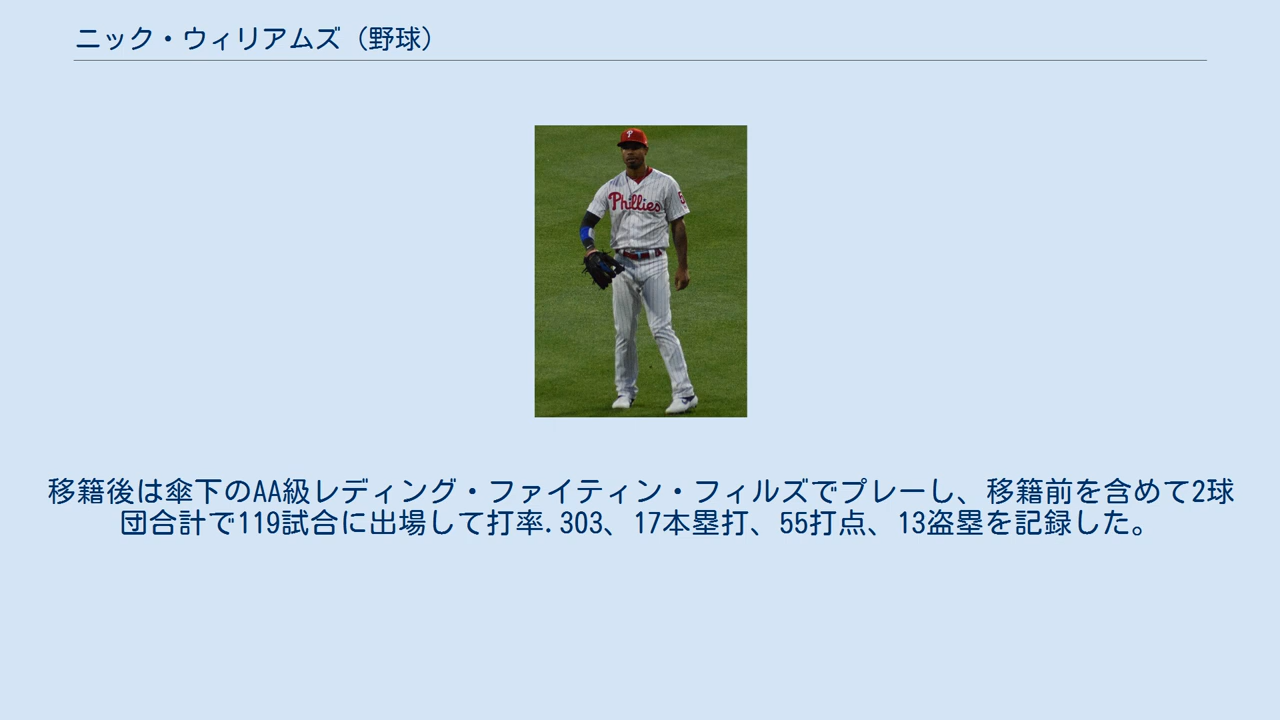 ニック・ウィリアムズ（野球）
Phillies
移籍後は傘下のAA級レディング・ファイティン・フィルズでプレーし、移籍前を含めて2球
団合計で119試合に出場して打率.303、17本塁打、55打点、13盗塁を記録した。